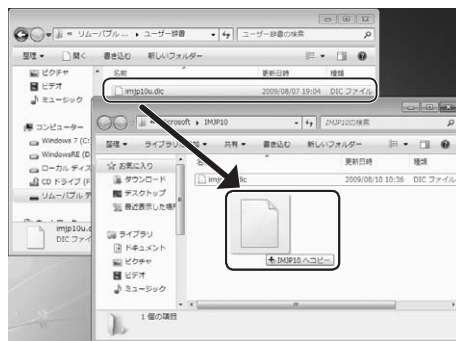 « リムーバブル... ▸ ユーザー辞書
ユーザー辞書の検索
整理 ▾ 開く 書き込む 新しいフォルダー
ピクチャ
ビデオ
ミュージック
コンピューター
Windows 7 (C:
WindowsRE (D
ローカル ディス
CD ドライブ (F
リムーバブル デ
名前 更新日時 種類
imjp10u.dic 2009/08/07 19:04 DIC ファイル
imjp10u.d
DIC ファイ
« Microsoft ▸ IMJP10
IMJP10の検索
整理 ▾ 共有 ▾ 書き込む 新しいフォルダー
お気に入り
ダウンロード
デスクトップ
最近表示した場所
ライブラリ
ドキュメント
ピクチャ
ビデオ
ミュージック
更新日時 種類
2009/08/10 10:36 DIC ファイル
IMJP10 へコピー
1 個の項目